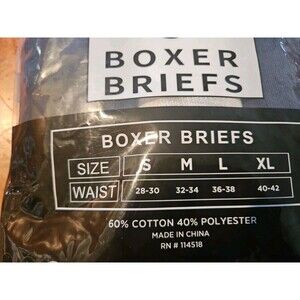 BOXER
BRIEFS
BOXER BRIEFS
SIZE S M L XL
WAIST 28-30 32-34 36-38 40-42
60% COTTON 40% POLYESTER
MADE IN CHINA
RN # 114518